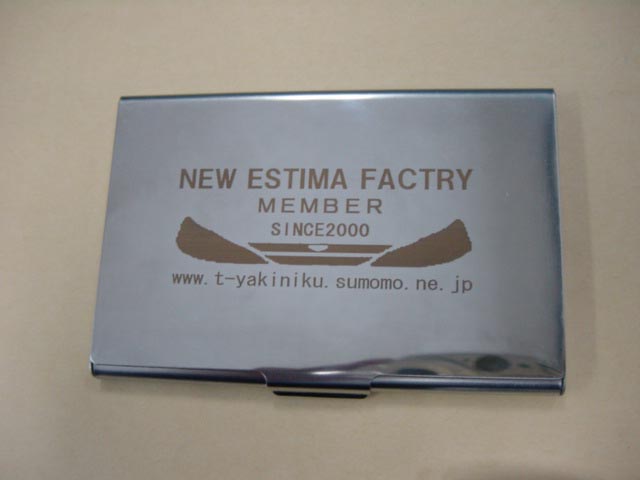 NEW ESTIMA FACTRY
MEMBER
SINCE2000
www.t-yakiniku.sumomo.ne.jp